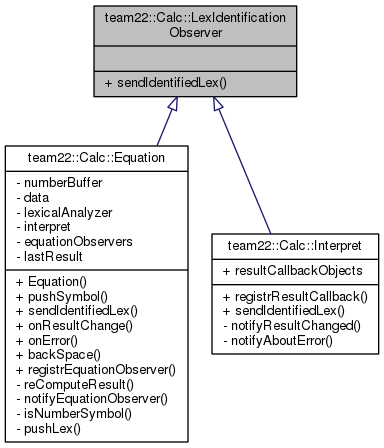 team22::Calc::LexIdentification
Observer
+ sendIdentifiedLex()
team22::Calc::Equation
- numberBuffer
- data
- lexicalAnalyzer
- interpret
- equationObservers
- lastResult
+ Equation()
+ pushSymbol()
+ sendIdentifiedLex()
+ onResultChange()
+ onError()
+ backSpace()
+ registrEquationObserver()
- reComputeResult()
- notifyEquationObserver()
- isNumberSymbol()
- pushLex()
team22::Calc::Interpret
+ resultCallbackObjects
+ registrResultCallback()
+ sendIdentifiedLex()
- notifyResultChanged()
- notifyAboutError()